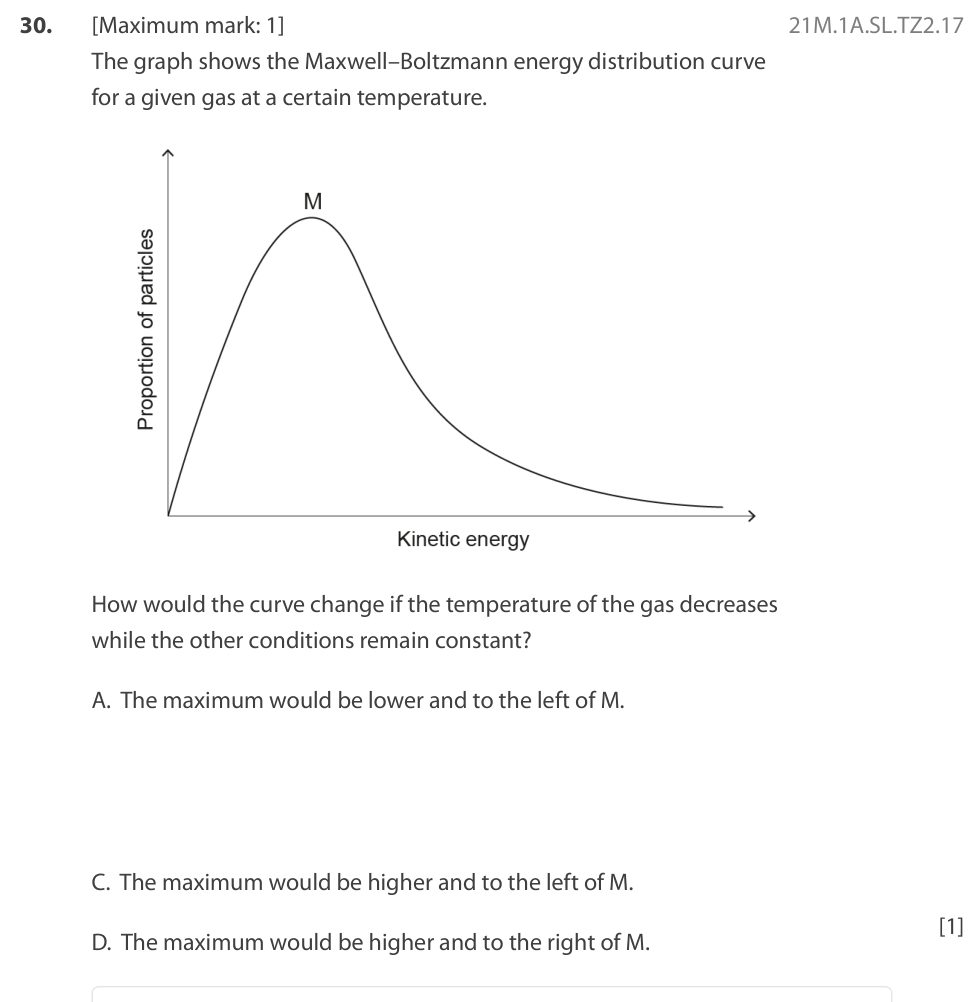 30. [Maximum mark: 1] 21M.1A.SL.TZ2.17
The graph shows the Maxwell–Boltzmann energy distribution curve
for a given gas at a certain temperature.
M
Proportion of particles
Kinetic energy
How would the curve change if the temperature of the gas decreases
while the other conditions remain constant?
A. The maximum would be lower and to the left of M.
C. The maximum would be higher and to the left of M.
[1]
D. The maximum would be higher and to the right of M.